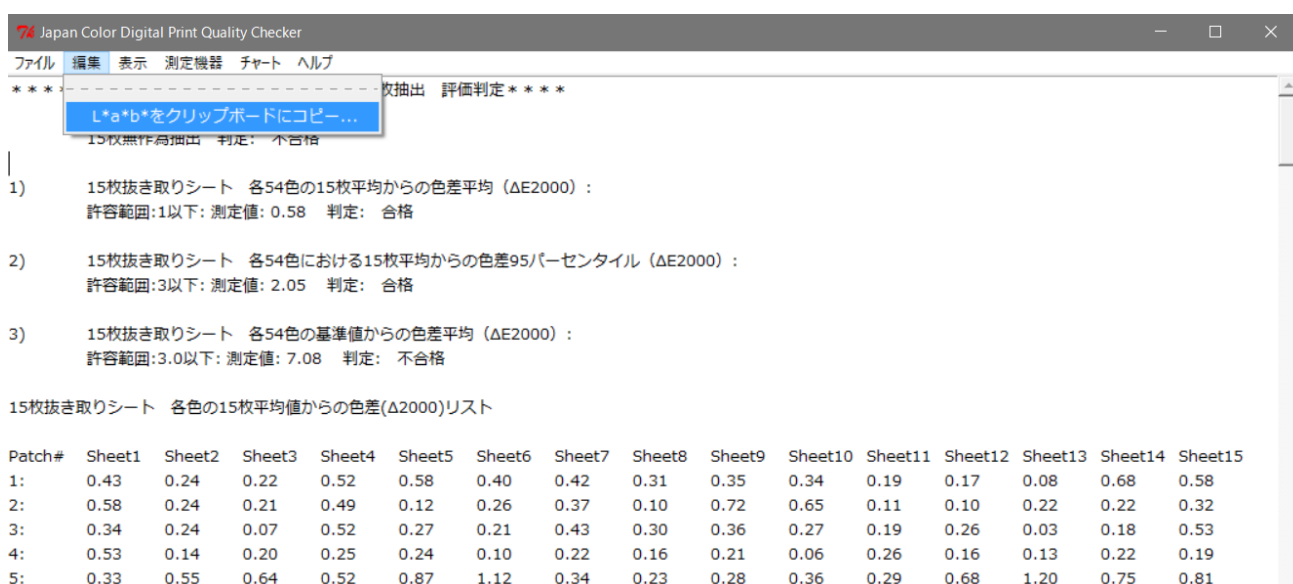 Japan Color Digital Print Quality Checker
ファイル 編集 表示 測定機器 チャート ヘルプ
＊＊＊ 抽出 評価判定＊＊＊＊
L*a*b*をクリップボードにコピー...
15枚無作為抽出 判定: 不合格
1) 15枚抜き取りシート 各54色の15枚平均からの色差平均（ΔE2000）:
許容範囲:1以下: 測定値: 0.58 判定: 合格
2) 15枚抜き取りシート 各54色における15枚平均からの色差95パーセンタイル（ΔE2000）:
許容範囲:3以下: 測定値: 2.05 判定: 合格
3) 15枚抜き取りシート 各54色の基準値からの色差平均（ΔE2000）:
許容範囲:3.0以下: 測定値: 7.08 判定: 不合格
15枚抜き取りシート 各色の15枚平均値からの色差(Δ2000)リスト
Patch# Sheet1 Sheet2 Sheet3 Sheet4 Sheet5 Sheet6 Sheet7 Sheet8 Sheet9 Sheet10 Sheet11 Sheet12 Sheet13 Sheet14 Sheet15
1: 0.43 0.24 0.22 0.52 0.58 0.40 0.42 0.31 0.35 0.34 0.19 0.17 0.08 0.68 0.58
2: 0.58 0.24 0.21 0.49 0.12 0.26 0.37 0.10 0.72 0.65 0.11 0.10 0.22 0.22 0.32
3: 0.34 0.24 0.07 0.52 0.27 0.21 0.43 0.30 0.36 0.27 0.19 0.26 0.03 0.18 0.53
4: 0.53 0.14 0.20 0.25 0.24 0.10 0.22 0.16 0.21 0.06 0.26 0.16 0.13 0.22 0.19
5: 0.33 0.55 0.64 0.52 0.87 1.12 0.34 0.23 0.28 0.36 0.29 0.68 1.20 0.75 0.81